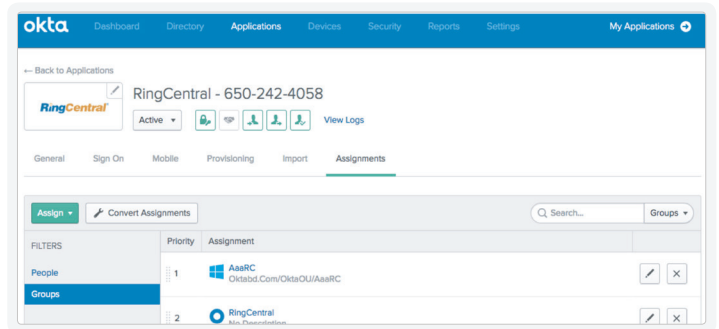 okta Dashboard Directory Applications Devices Security Reports Settings My Applications
← Back to Applications
RingCentral
RingCentral - 650-242-4058
Active View Logs
General Sign On Mobile Provisioning Import Assignments
Assign Convert Assignments Search... Groups
FILTERS Priority Assignment
People 1 AaaRC
Oktabd.Com/OktaOU/AaaRC
Groups
2 RingCentral
No Description